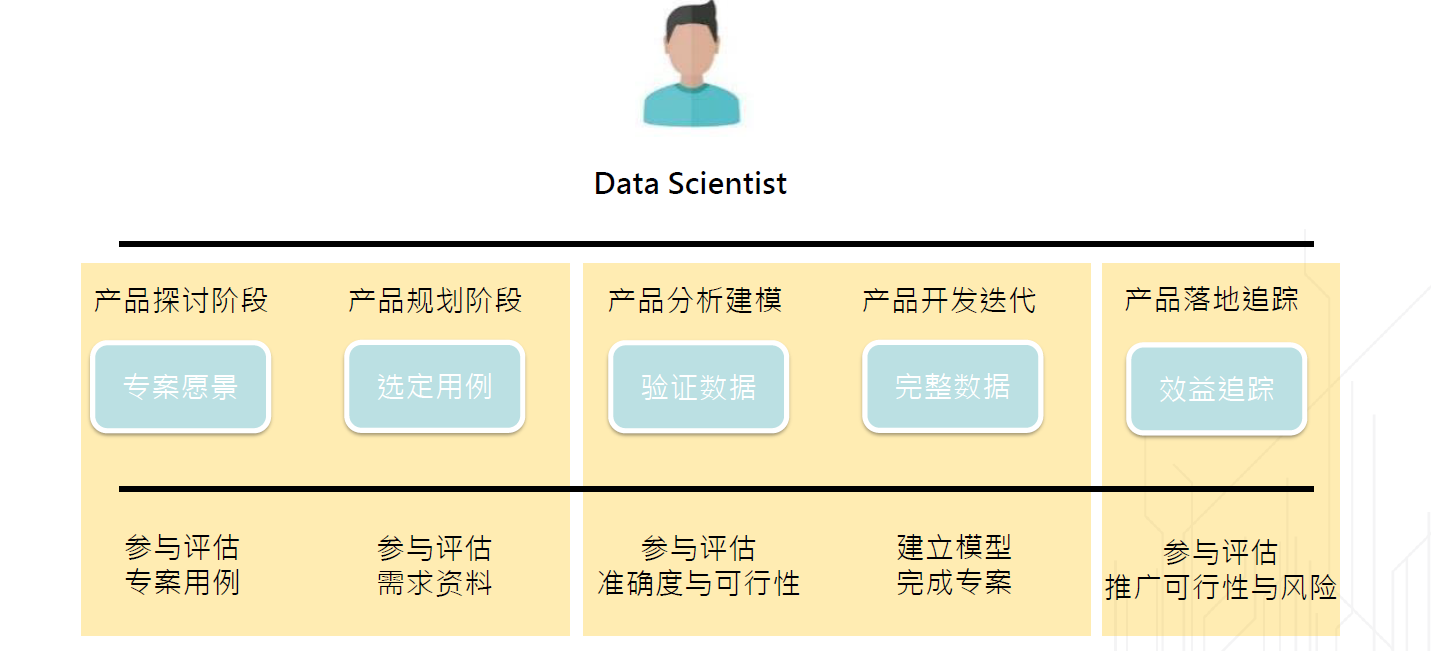 Data Scientist
产品探讨阶段
产品规划阶段
产品分析建模
产品开发迭代
产品落地追踪
专案愿景
选定用例
验证数据
完整数据
效益追踪
参与评估
专案用例
参与评估
需求资料
参与评估
准确度与可行性
建立模型
完成专案
参与评估
推广可行性与风险